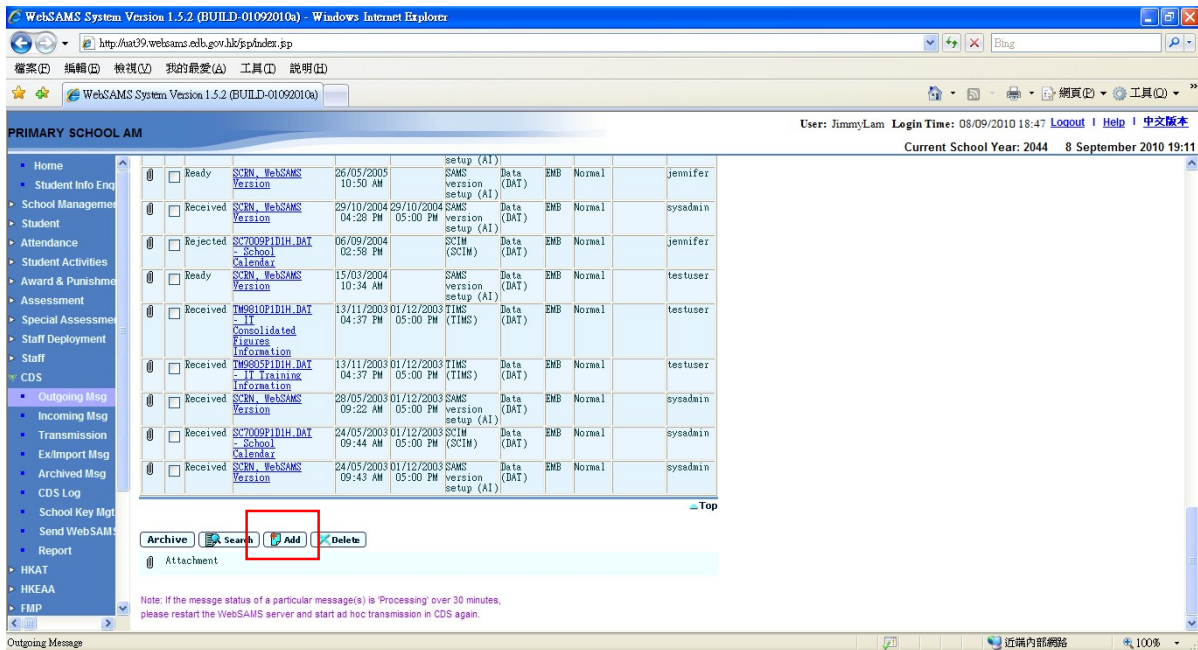 WebSAMS System Version 1.5.2 (BUILD-01092010a) - Windows Internet Explorer
http://uat39.websams.edb.gov.hk/jsp/index.jsp
Bing
檔案(F) 編輯(E) 檢視(V) 我的最愛(A) 工具(T) 說明(H)
WebSAMS System Version 1.5.2 (BUILD-01092010a)
網頁(P) 工具(O)
PRIMARY SCHOOL AM
User: JimmyLam Login Time: 08/09/2010 18:47 Logout | Help | 中文版本
Current School Year: 2044 8 September 2010 19:11
Home
Student Info Enq
School Managemen
Student
Attendance
Student Activities
Award & Punishme
Assessment
Special Assessmen
Staff Deployment
Staff
CDS
Outgoing Msg
Incoming Msg
Transmission
Ex/Import Msg
Archived Msg
CDS Log
School Key Mgt
Send WebSAMS
Report
HKAT
HKEAA
FMP
setup (AI)
Ready SCRN, WebSAMS 26/05/2005 SAMS Data EMB Normal jennifer
Version 10:50 AM version (DAT)
setup (AI)
Received SCRN, WebSAMS 29/10/2004 29/10/2004 SAMS Data EMB Normal sysadmin
Version 04:28 PM 05:00 PM version (DAT)
setup (AI)
Rejected SC7009P1D1H.DAT 06/09/2004 SCIM Data EMB Normal jennifer
- School 02:58 PM (SCIM) (DAT)
Calendar
Ready SCRN, WebSAMS 15/03/2004 SAMS Data EMB Normal testuser
Version 10:34 AM version (DAT)
setup (AI)
Received TM9810P1D1H.DAT 13/11/2003 01/12/2003 TIMS Data EMB Normal testuser
- IT 04:37 PM 05:00 PM (TIMS) (DAT)
Consolidated
Figures
Information
Received TM9805P1D1H.DAT 13/11/2003 01/12/2003 TIMS Data EMB Normal testuser
- IT Training 04:37 PM 05:00 PM (TIMS) (DAT)
Information
Received SCRN, WebSAMS 28/05/2003 01/12/2003 SAMS Data EMB Normal sysadmin
Version 09:22 AM 05:00 PM version (DAT)
setup (AI)
Received SC7009P1D1H.DAT 24/05/2003 01/12/2003 SCIM Data EMB Normal sysadmin
- School 09:44 AM 05:00 PM (SCIM) (DAT)
Calendar
Received SCRN, WebSAMS 24/05/2003 01/12/2003 SAMS Data EMB Normal sysadmin
Version 09:43 AM 05:00 PM version (DAT)
setup (AI)
Top
Archive Search Add Delete
Attachment
Note: If the messge status of a particular message(s) is 'Processing' over 30 minutes,
please restart the WebSAMS server and start ad hoc transmission in CDS again.
Outgoing Message
近端內部網路 100%